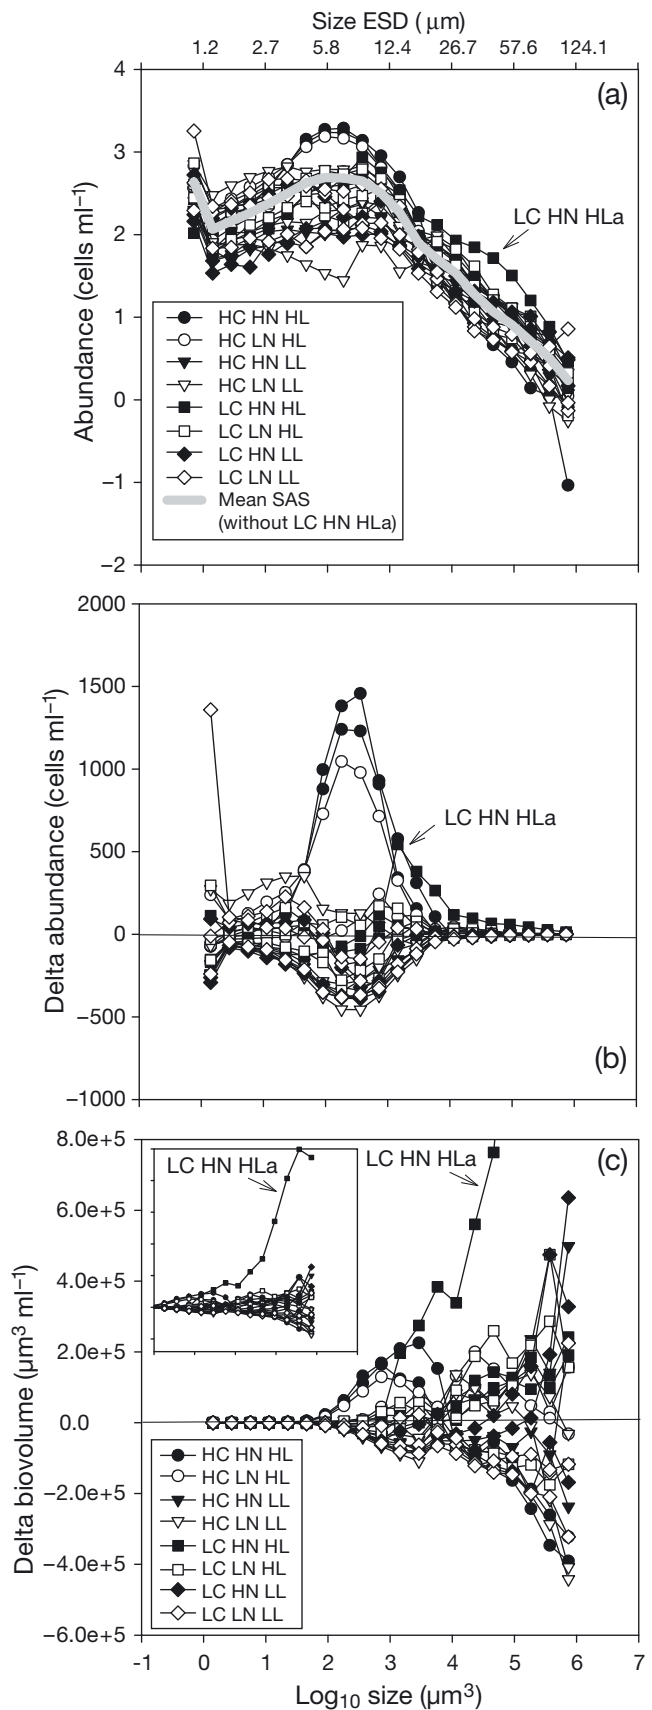 Size ESD (μm)
1.2 2.7 5.8 12.4 26.7 57.6 124.1
(a)
4
3
2
1
0
−1
−2
Abundance (cells ml⁻¹)
LC HN HLa
HC HN HL
HC LN HL
HC HN LL
HC LN LL
LC HN HL
LC LN HL
LC HN LL
LC LN LL
Mean SAS
(without LC HN HLa)
2000
1500
1000
500
0
−500
−1000
Delta abundance (cells ml⁻¹)
LC HN HLa
(b)
8.0e+5
6.0e+5
4.0e+5
2.0e+5
0.0
−2.0e+5
−4.0e+5
−6.0e+5
Delta biovolume (μm³ ml⁻¹)
LC HN HLa
LC HN HLa
(c)
HC HN HL
HC LN HL
HC HN LL
HC LN LL
LC HN HL
LC LN HL
LC HN LL
LC LN LL
-1 0 1 2 3 4 5 6 7
Log₁₀ size (μm³)